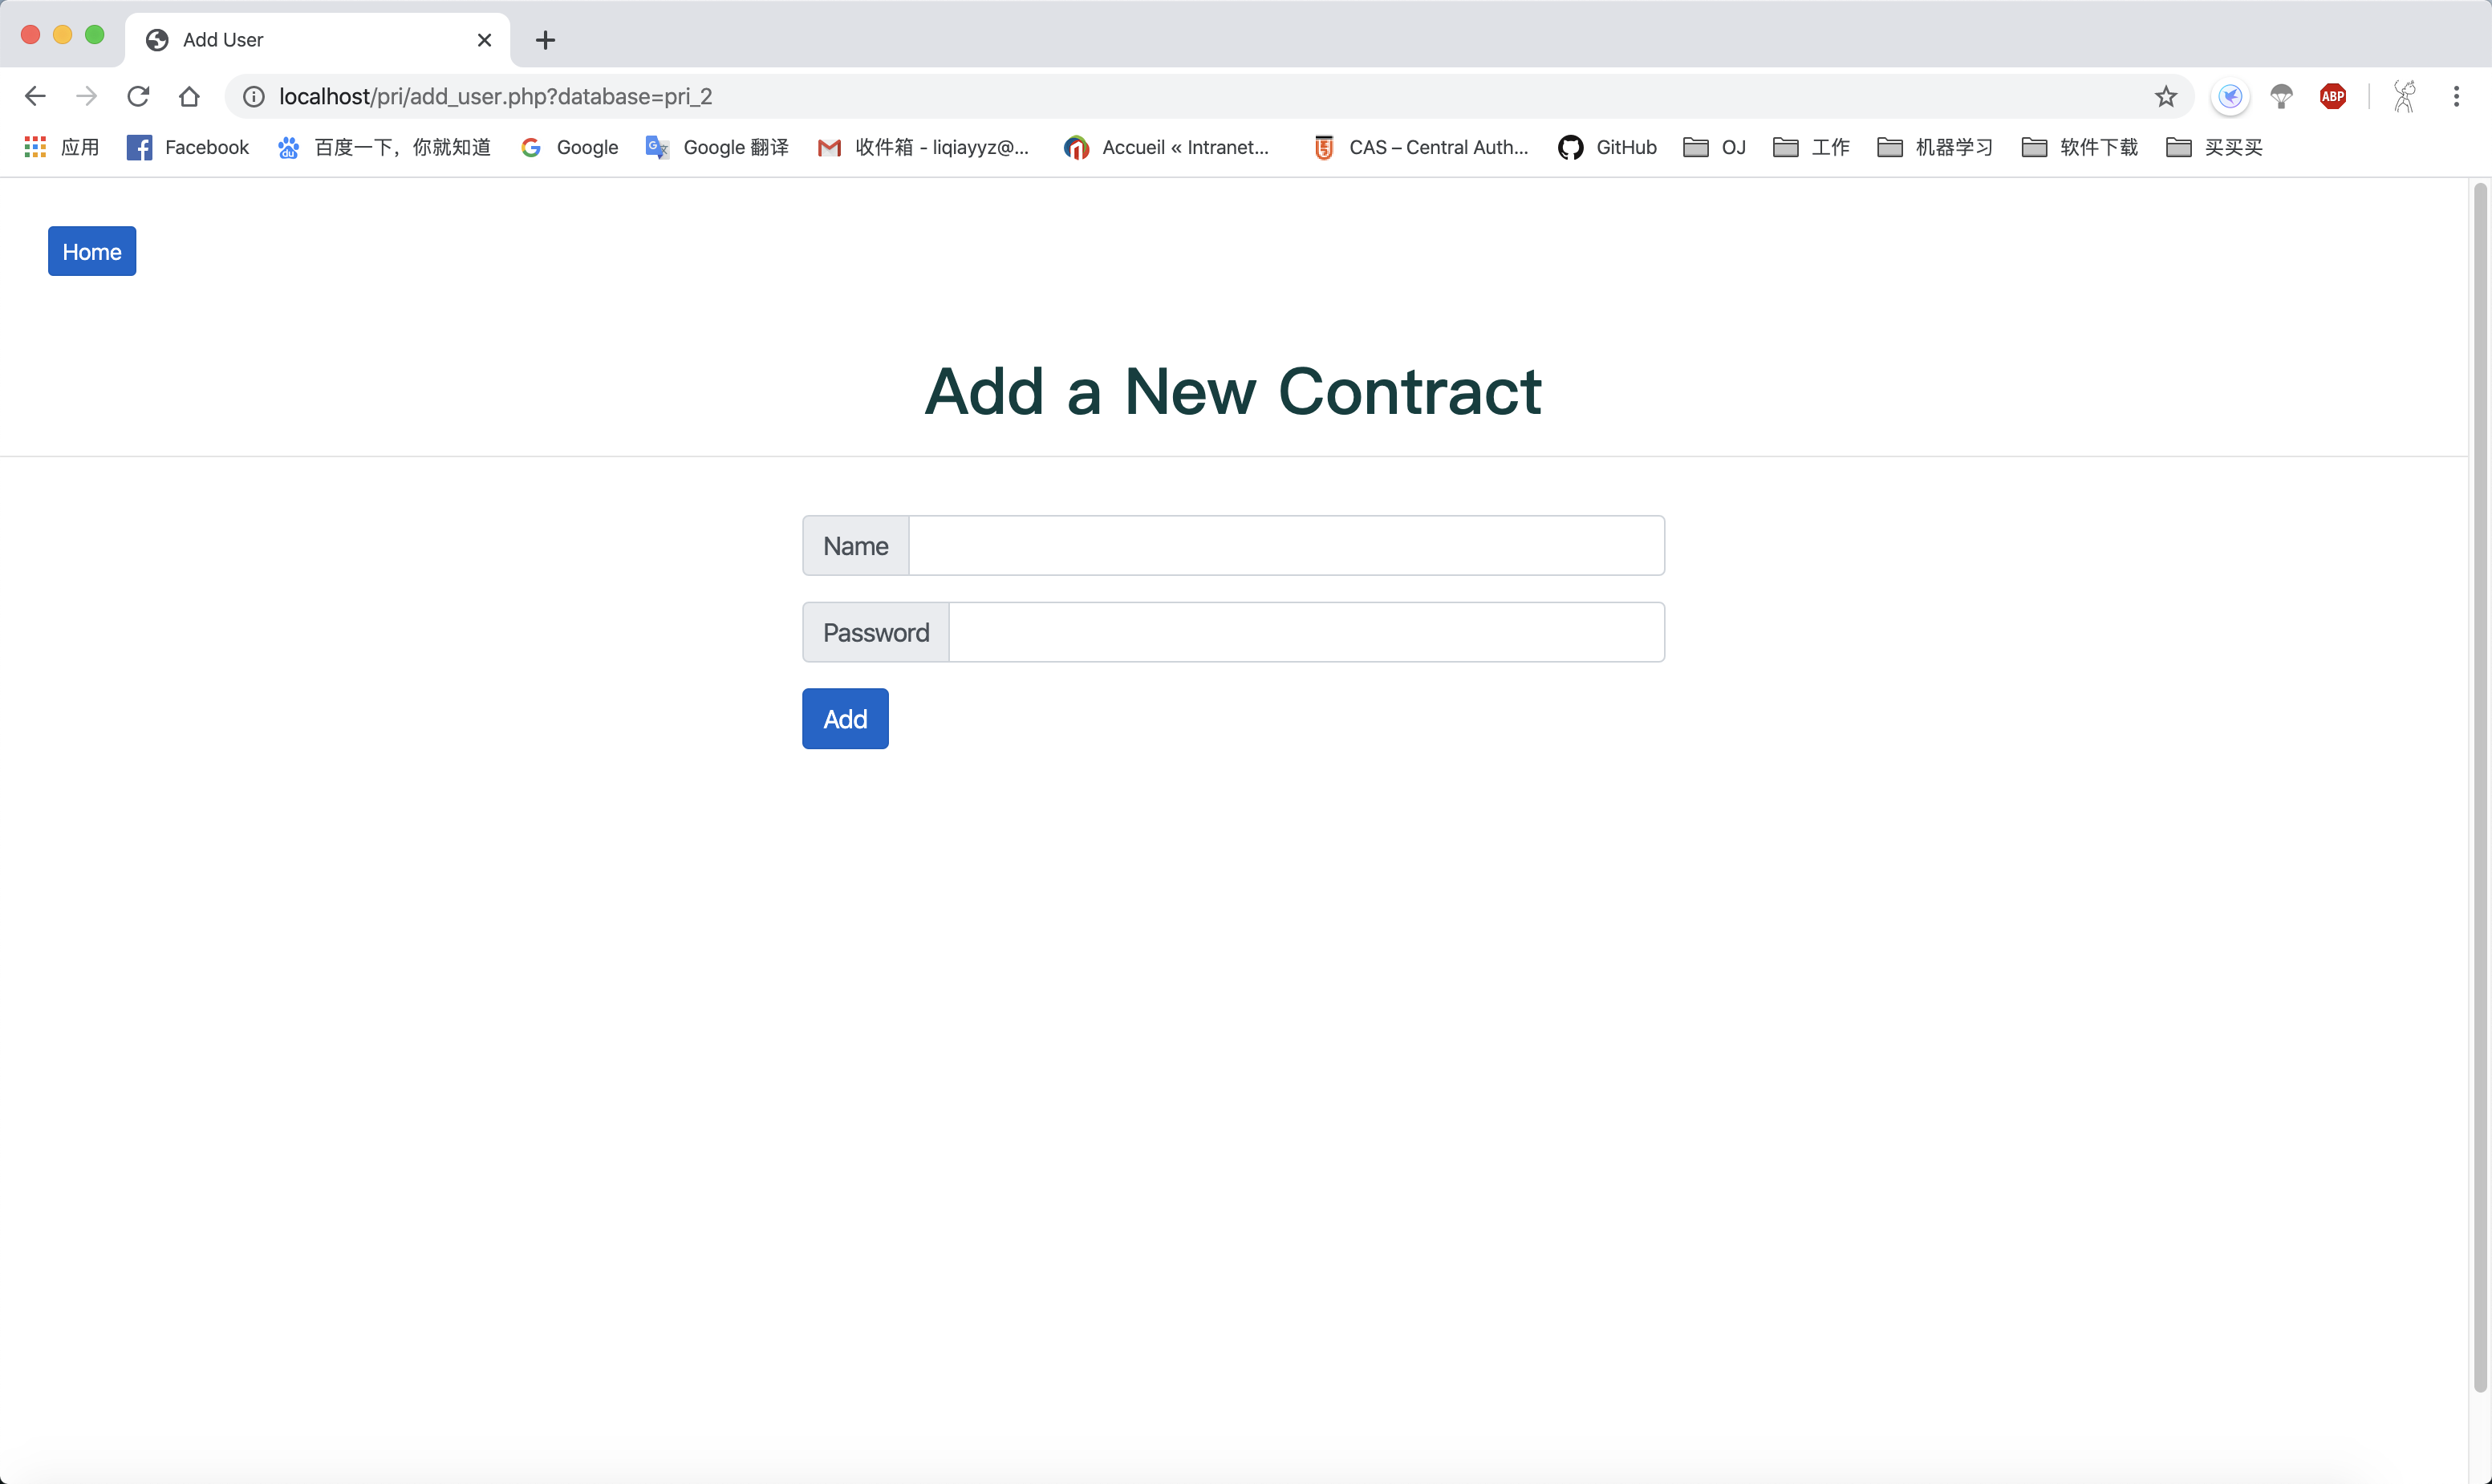 Add User
localhost/pri/add_user.php?database=pri_2
ABP
应用 Facebook 百度一下，你就知道 Google Google 翻译 收件箱 - liqiayyz@... Accueil « Intranet... CAS – Central Auth... GitHub OJ 工作 机器学习 软件下载 买买买
Home
Add a New Contract
Name
Password
Add